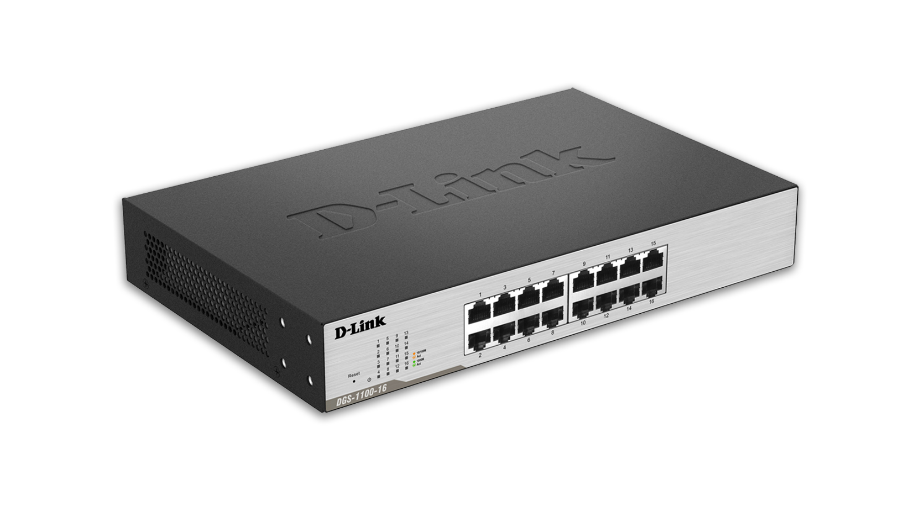 D-Link
1 3 5 7 9 11 13 15
D-Link
2 4 6 8 10 12 14 16
Reset
DGS-1100-16